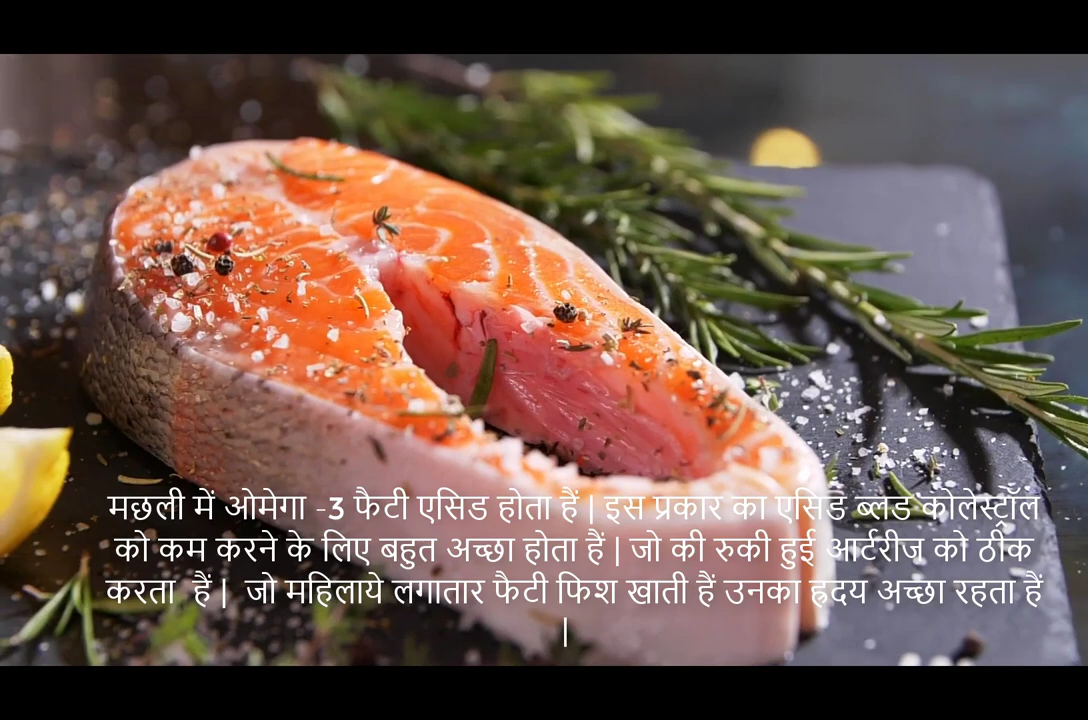 मछली में ओमेगा -3 फैटी एसिड होता हैं | इस प्रकार का एसिड ब्लड कोलेस्ट्रॉल
को कम करने के लिए बहुत अच्छा होता हैं | जो की रुकी हुई आर्टरीज को ठीक
करता  हैं |  जो महिलाये लगातार फैटी फिश खाती हैं उनका ह्रदय अच्छा रहता हैं
|